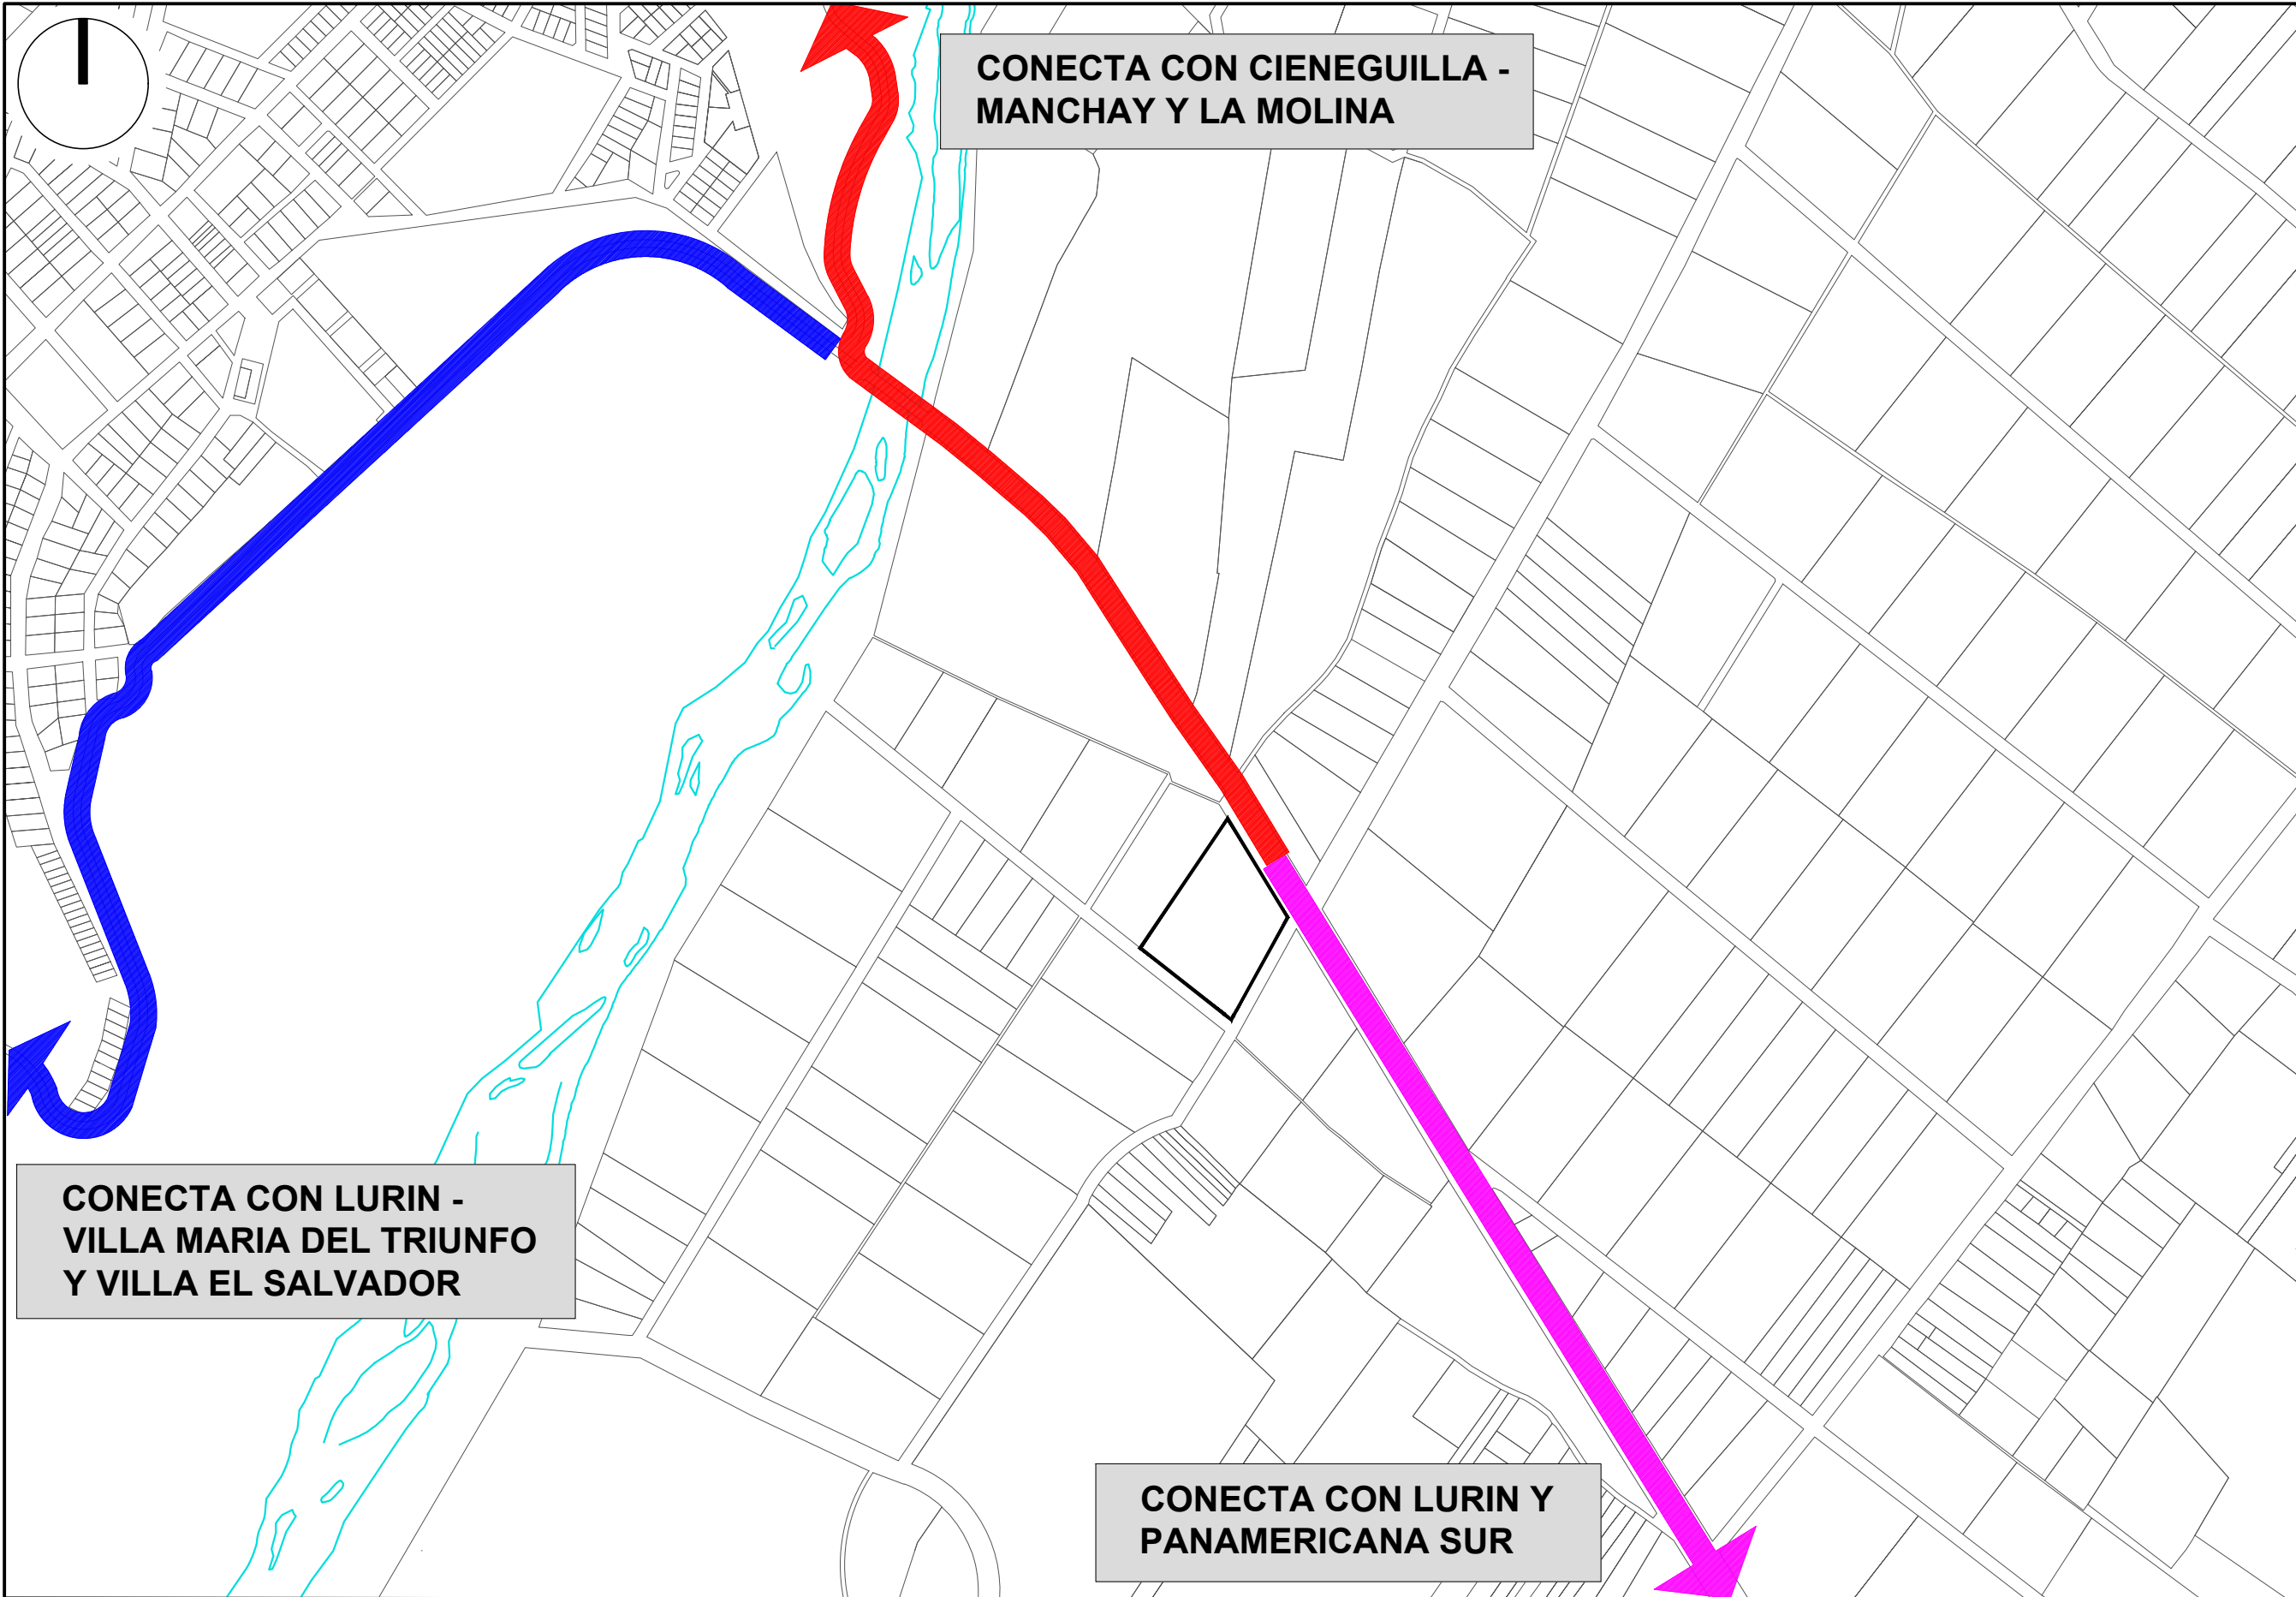 CONECTA CON CIENEGUILLA -
MANCHAY Y LA MOLINA
CONECTA CON LURIN -
VILLA MARIA DEL TRIUNFO
Y VILLA EL SALVADOR
CONECTA CON LURIN Y
PANAMERICANA SUR